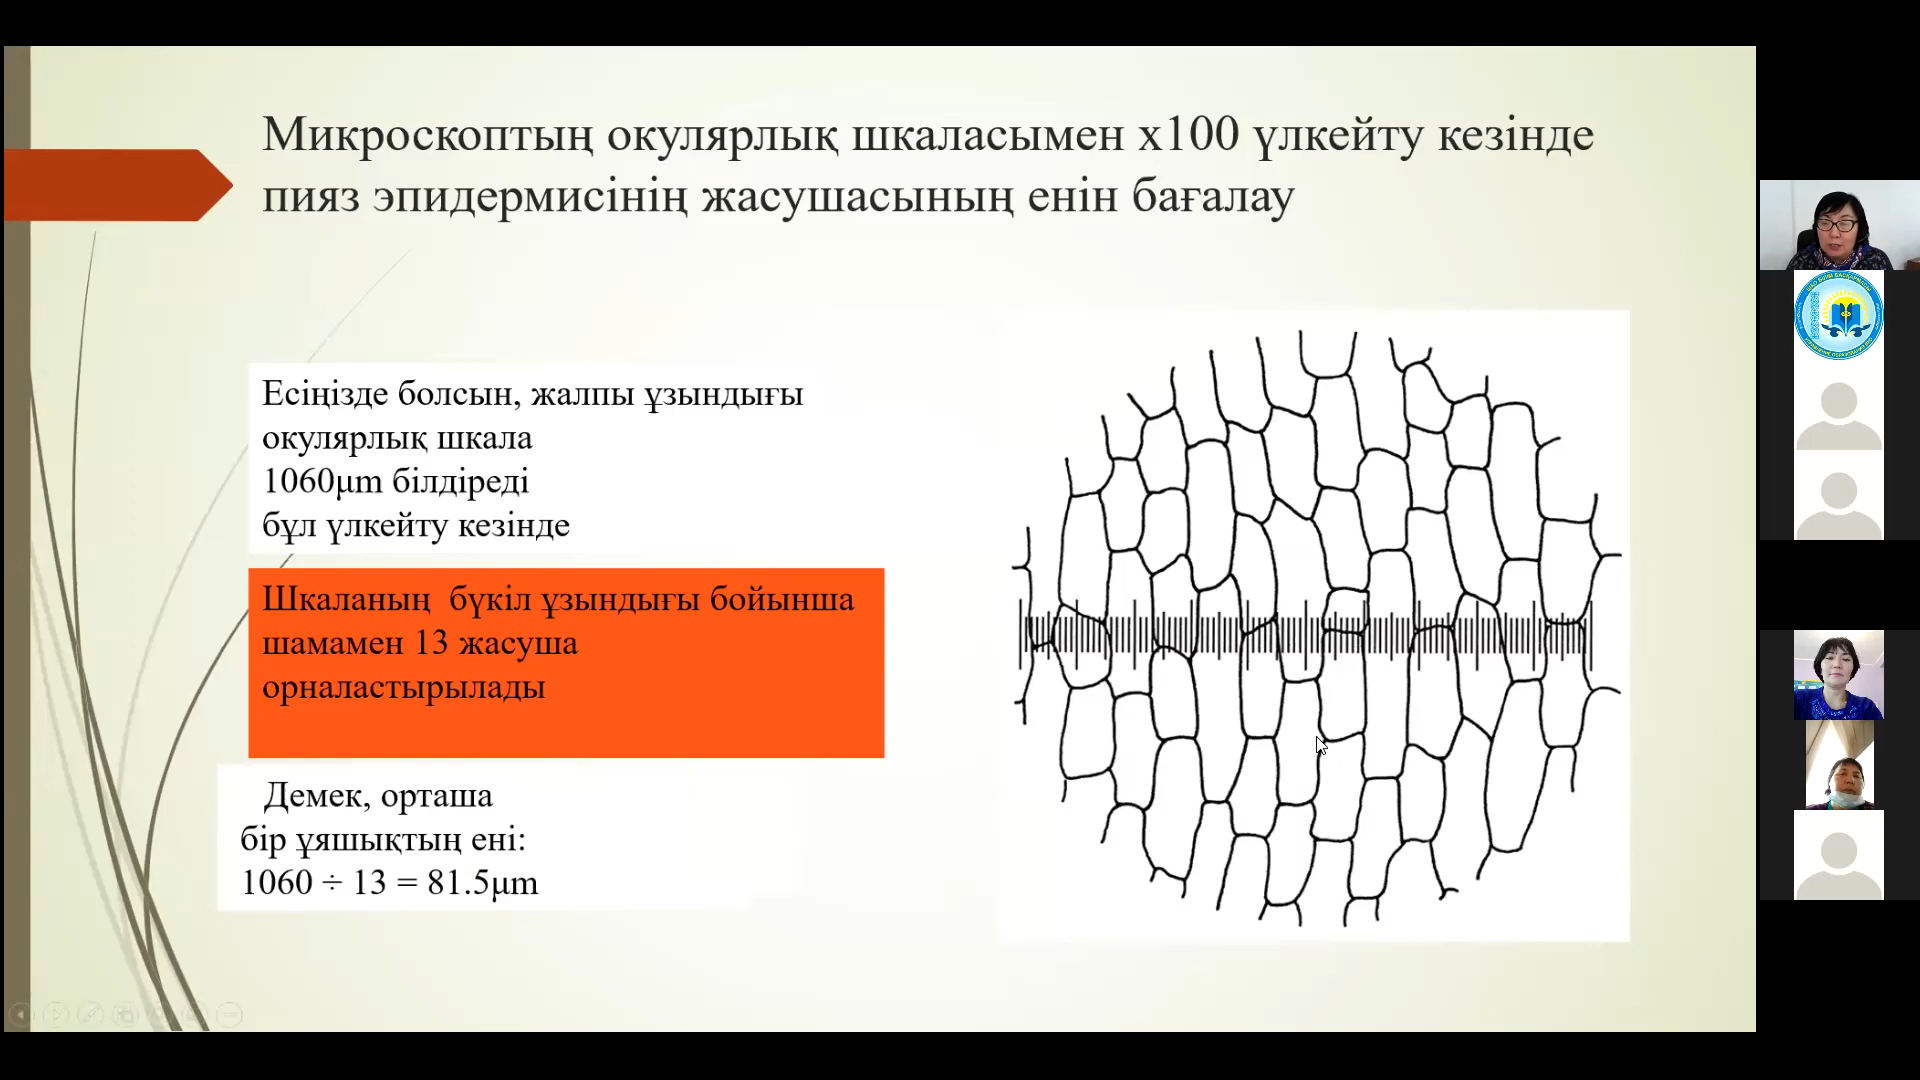 Микроскоптың окулярлық шкаласымен х100 үлкейту кезінде
пияз эпидермисінің жасушасының енін бағалау
Есіңізде болсын, жалпы ұзындығы
окулярлық шкала
1060µm білдіреді
бұл үлкейту кезінде
Шкаланың бүкіл ұзындығы бойынша
шамамен 13 жасуша
орналастырылады
Демек, орташа
бір ұяшықтың ені:
1060 ÷ 13 = 81.5µm